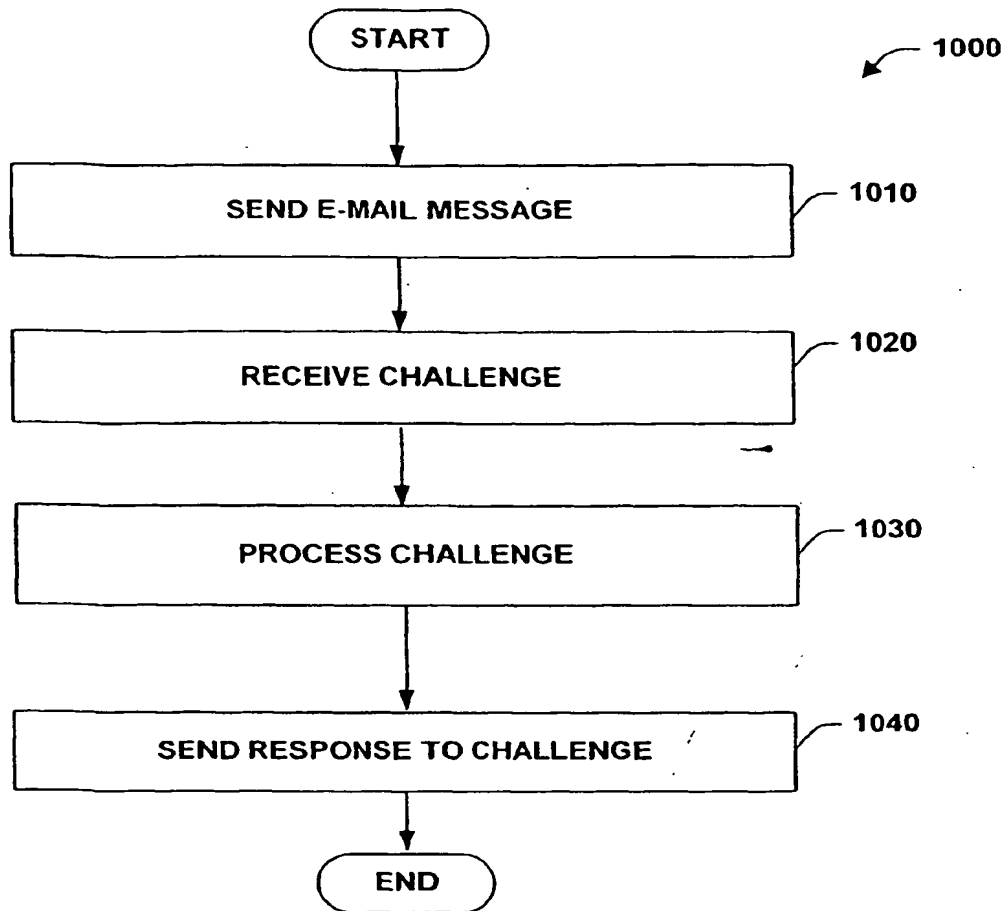 START
1000
SEND E-MAIL MESSAGE
1010
RECEIVE CHALLENGE
1020
PROCESS CHALLENGE
1030
SEND RESPONSE TO CHALLENGE
1040
END